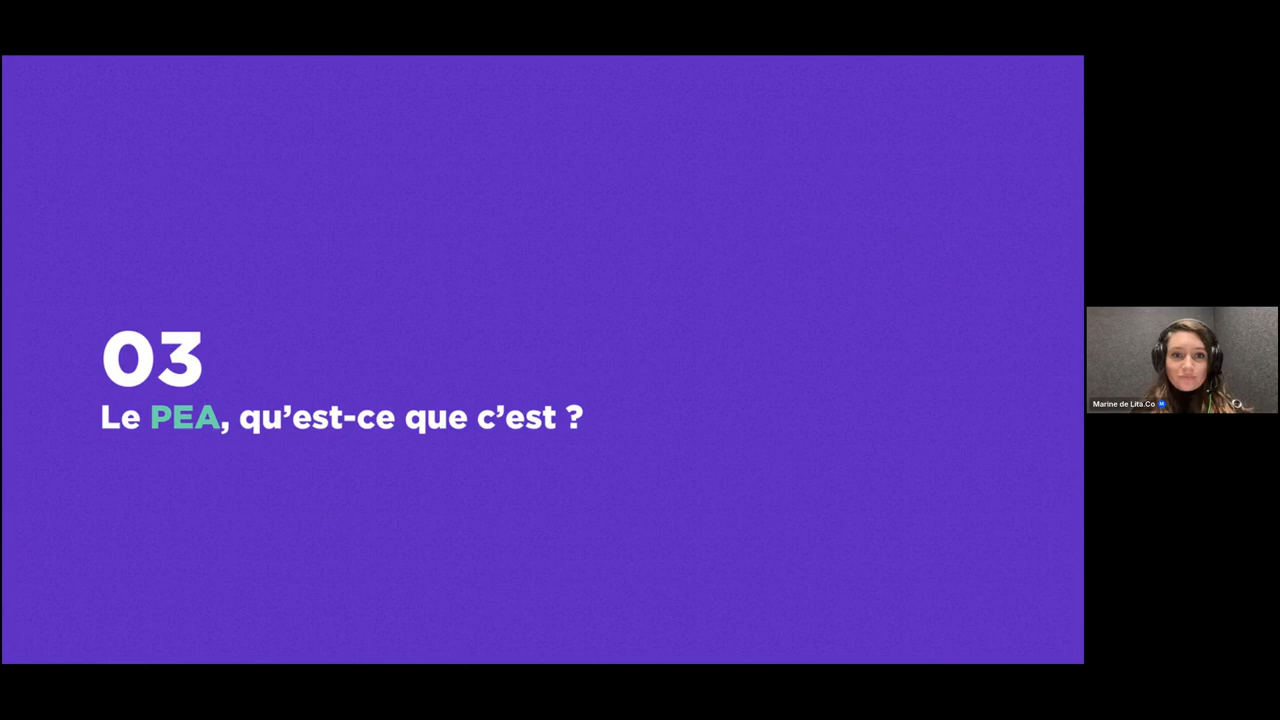 03
Le PEA, qu’est-ce que c’est ?
Marine de Lita.Co